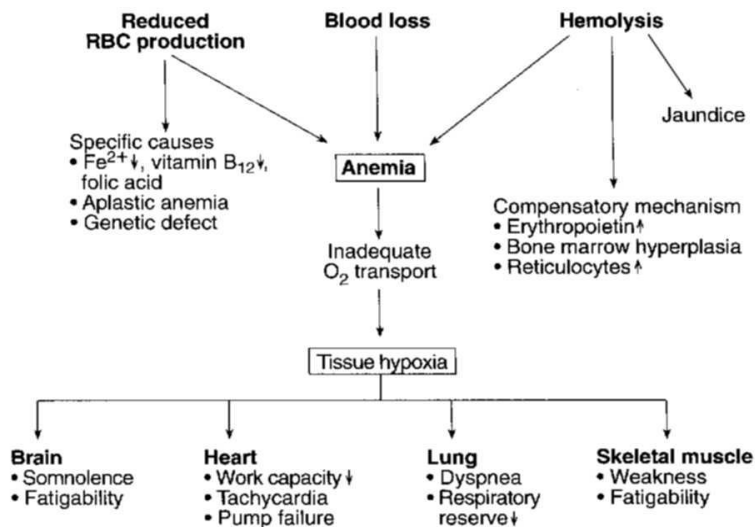 Reduced
RBC production
Blood loss
Hemolysis
Jaundice
Specific causes
• Fe²⁺↓, vitamin B₁₂↓,
folic acid
• Aplastic anemia
• Genetic defect
Anemia
Compensatory mechanism
• Erythropoietin↑
• Bone marrow hyperplasia
• Reticulocytes↑
Inadequate
O₂ transport
Tissue hypoxia
Brain
• Somnolence
• Fatigability
Heart
• Work capacity↓
• Tachycardia
• Pump failure
Lung
• Dyspnea
• Respiratory
reserve↓
Skeletal muscle
• Weakness
• Fatigability